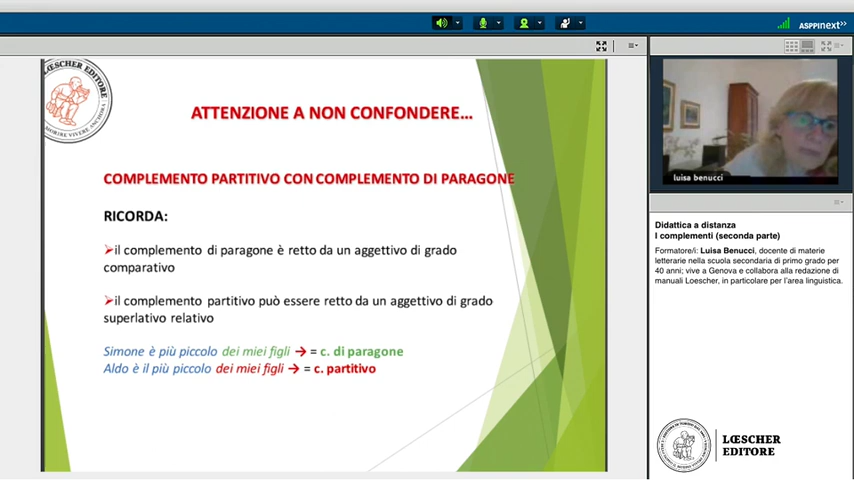 ASPPInext>>
LŒSCHER EDITORE
ATTENZIONE A NON CONFONDERE...
COMPLEMENTO PARTITIVO CON COMPLEMENTO DI PARAGONE
RICORDA:
il complemento di paragone è retto da un aggettivo di grado
comparativo
il complemento partitivo può essere retto da un aggettivo di grado
superlativo relativo
Simone è più piccolo dei miei figli → = c. di paragone
Aldo è il più piccolo dei miei figli → = c. partitivo
luisa benucci
Didattica a distanza
I complementi (seconda parte)
Formatore/i: Luisa Benucci, docente di materie
letterarie nella scuola secondaria di primo grado per
40 anni; vive a Genova e collabora alla redazione di
manuali Loescher, in particolare per l'area linguistica.
LŒSCHER
EDITORE